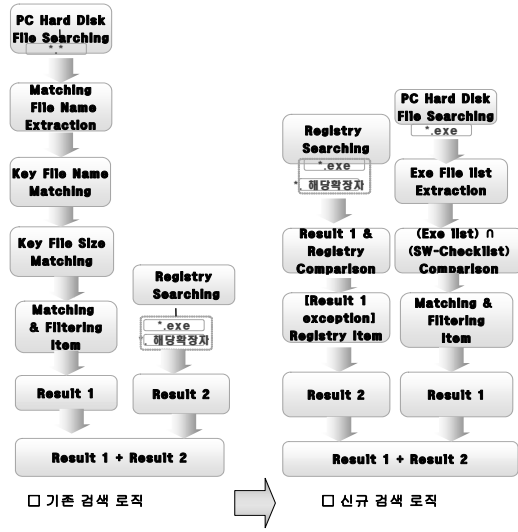 PC Hard Disk
File Searching
*.*
Matching
File Name
Extraction
Key File Name
Matching
Key File Size
Matching
Matching
& Filtering
Item
Result 1
Registry
Searching
*.exe
*. 해당확장자
Result 2
Result 1 + Result 2
□ 기존 검색 로직
Registry
Searching
*.exe
*. 해당확장자
Result 1 &
Registry
Comparison
[Result 1
exception]
Registry Item
Result 2
PC Hard Disk
File Searching
*.exe
Exe File list
Extraction
(Exe list) ∩
(SW-Checklist)
Comparison
Matching &
Filtering
Item
Result 1
Result 1 + Result 2
□ 신규 검색 로직